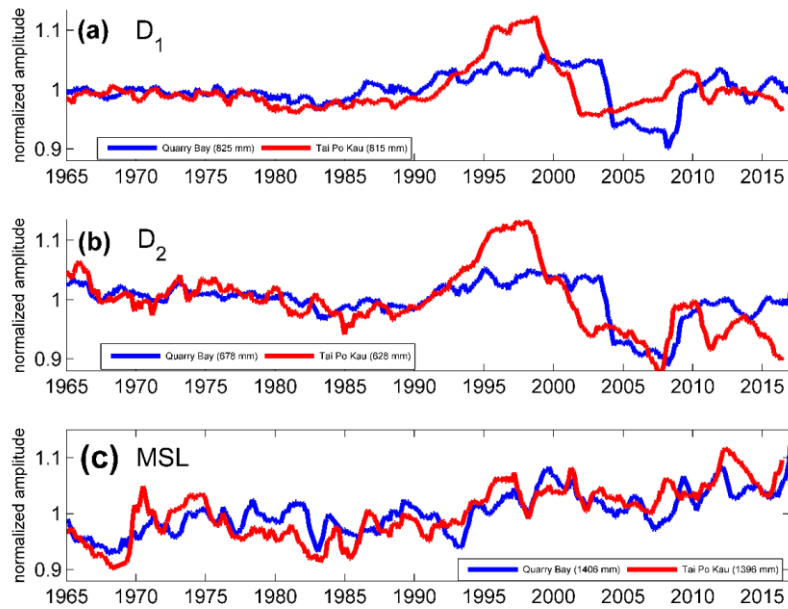 (a) D1
normalized amplitude
1.1
1
0.9
Quarry Bay (825 mm) Tai Po Kau (815 mm)
1965 1970 1975 1980 1985 1990 1995 2000 2005 2010 2015
(b) D2
normalized amplitude
1.1
1
0.9
Quarry Bay (678 mm) Tai Po Kau (628 mm)
1965 1970 1975 1980 1985 1990 1995 2000 2005 2010 2015
(c) MSL
normalized amplitude
1.1
1
0.9
Quarry Bay (1406 mm) Tai Po Kau (1396 mm)
1965 1970 1975 1980 1985 1990 1995 2000 2005 2010 2015